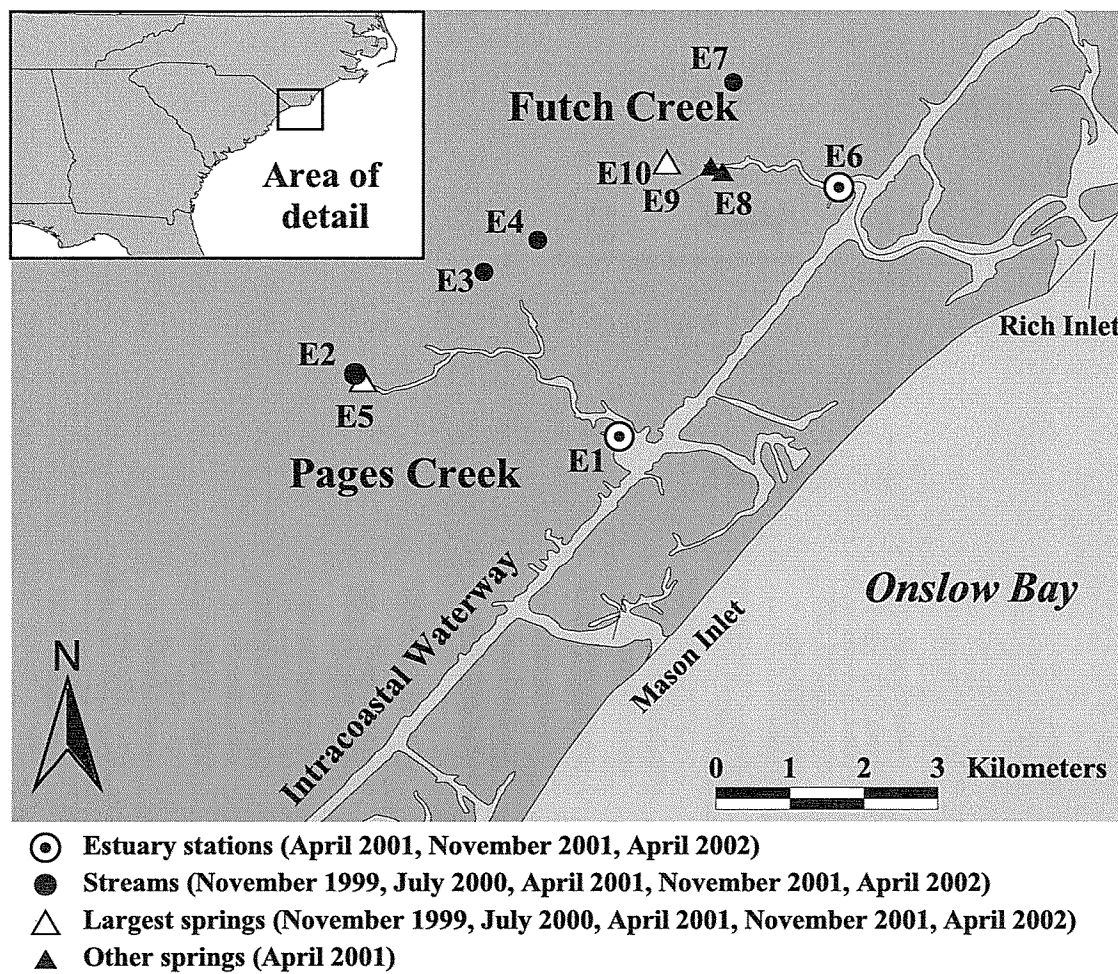 Area of
detail
E7
Futch Creek
E6
E10
E9
E8
E4
E3
Rich Inlet
E2
E5
E1
Pages Creek
Onslow Bay
Intracoastal Waterway
Mason Inlet
N
0 1 2 3 Kilometers
Estuary stations (April 2001, November 2001, April 2002)
Streams (November 1999, July 2000, April 2001, November 2001, April 2002)
Largest springs (November 1999, July 2000, April 2001, November 2001, April 2002)
Other springs (April 2001)